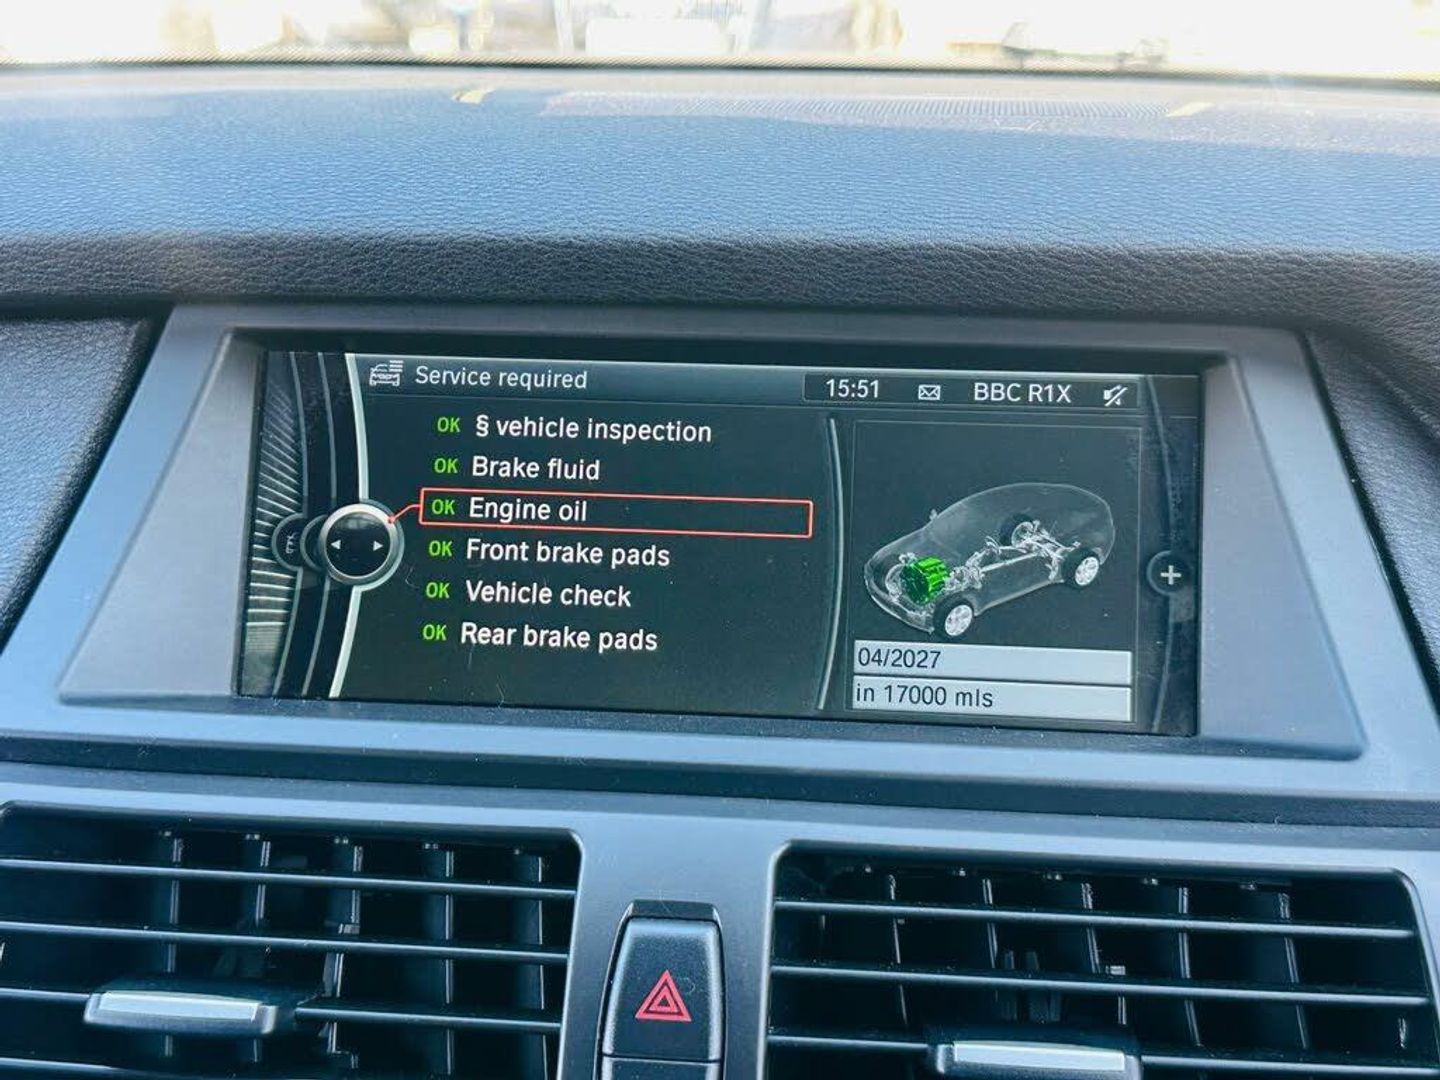 Service required
15:51
BBC R1X
OK § vehicle inspection
OK Brake fluid
OK Engine oil
OK Front brake pads
OK Vehicle check
OK Rear brake pads
04/2027
in 17000 mls